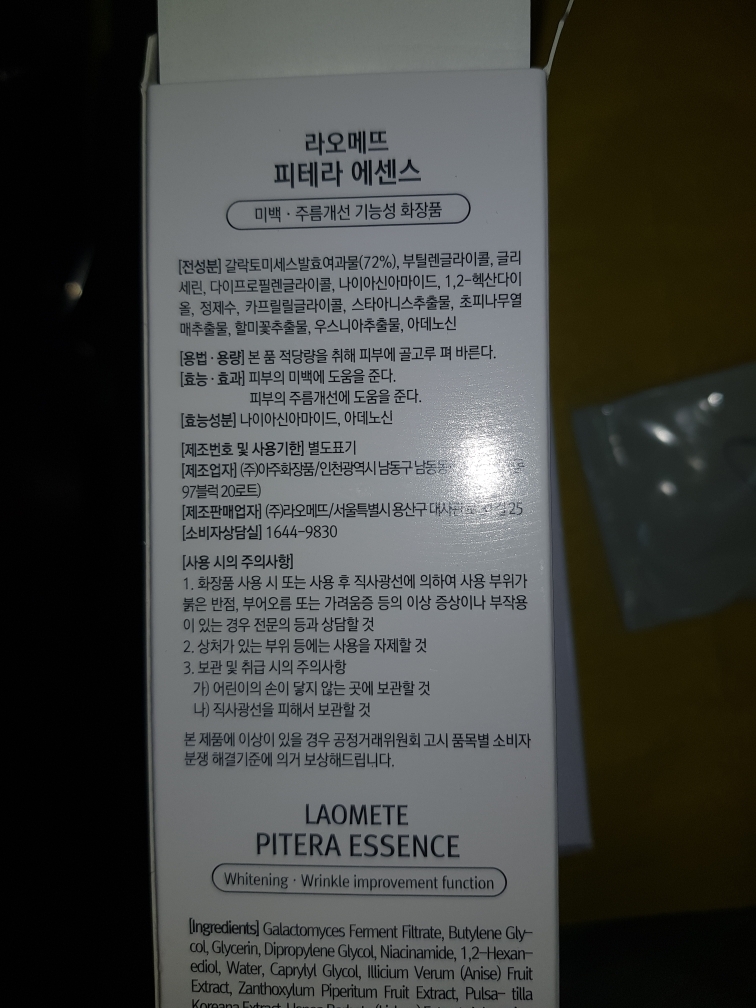 라오메뜨
피테라 에센스
미백 · 주름개선 기능성 화장품
[전성분] 갈락토미세스발효여과물(72%), 부틸렌글라이콜, 글리
세린, 다이프로필렌글라이콜, 나이아신아마이드, 1,2-헥산다이
올, 정제수, 카프릴릴글라이콜, 스타아니스추출물, 초피나무열
매추출물, 할미꽃추출물, 우스니아추출물, 아데노신
[용법 · 용량] 본 품 적당량을 취해 피부에 골고루 펴 바른다.
[효능 · 효과] 피부의 미백에 도움을 준다.
피부의 주름개선에 도움을 준다.
[효능성분] 나이아신아마이드, 아데노신
[제조번호 및 사용기한] 별도표기
[제조업자] (주)아주화장품/인천광역시 남동구 남동
97블럭 20로트)
[제조판매업자] (주)라오메뜨/서울특별시 용산구 25
[소비자상담실] 1644-9830
[사용 시의 주의사항]
1. 화장품 사용 시 또는 사용 후 직사광선에 의하여 사용 부위가
붉은 반점, 부어오름 또는 가려움증 등의 이상 증상이나 부작용
이 있는 경우 전문의 등과 상담할 것
2. 상처가 있는 부위 등에는 사용을 자제할 것
3. 보관 및 취급 시의 주의사항
가) 어린이의 손이 닿지 않는 곳에 보관할 것
나) 직사광선을 피해서 보관할 것
본 제품에 이상이 있을 경우 공정거래위원회 고시 품목별 소비자
분쟁 해결기준에 의거 보상해드립니다.
LAOMETE
PITERA ESSENCE
Whitening · Wrinkle improvement function
[Ingredients] Galactomyces Ferment Filtrate, Butylene Gly-
col, Glycerin, Dipropylene Glycol, Niacinamide, 1,2-Hexan-
ediol, Water, Caprylyl Glycol, Illicium Verum (Anise) Fruit
Extract, Zanthoxylum Piperitum Fruit Extract, Pulsa- tilla
Koreana Extract,